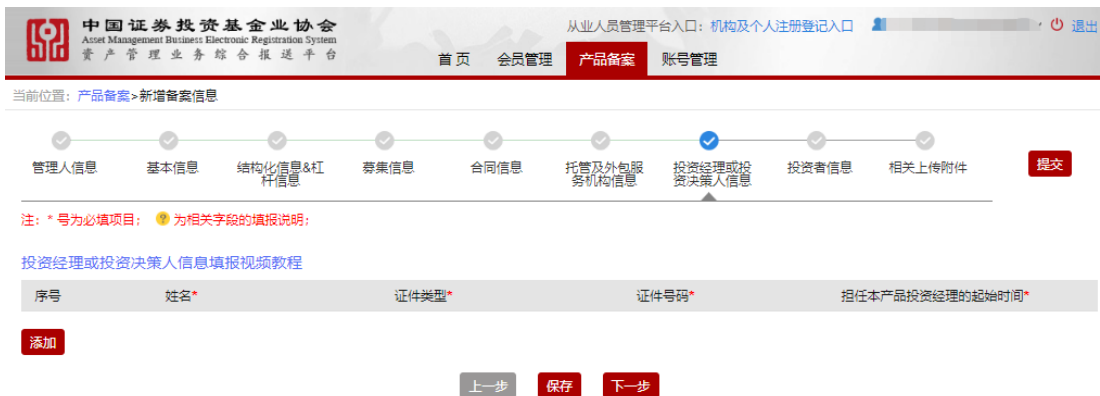 中国证券投资基金业协会
Asset Management Business Electronic Registration System
资产管理业务综合报送平台
从业人员管理平台入口：机构及个人注册登记入口
退出
首页 会员管理 产品备案 账号管理
当前位置：产品备案>新增备案信息
管理人信息 基本信息 结构化信息&杠杆信息 募集信息 合同信息 托管及外包服务机构信息 投资经理或投资决策人信息 投资者信息 相关上传附件 提交
注：* 号为必填项目； ? 为相关字段的填报说明；
投资经理或投资决策人信息填报视频教程
序号 姓名* 证件类型* 证件号码* 担任本产品投资经理的起始时间*
添加
上一步 保存 下一步